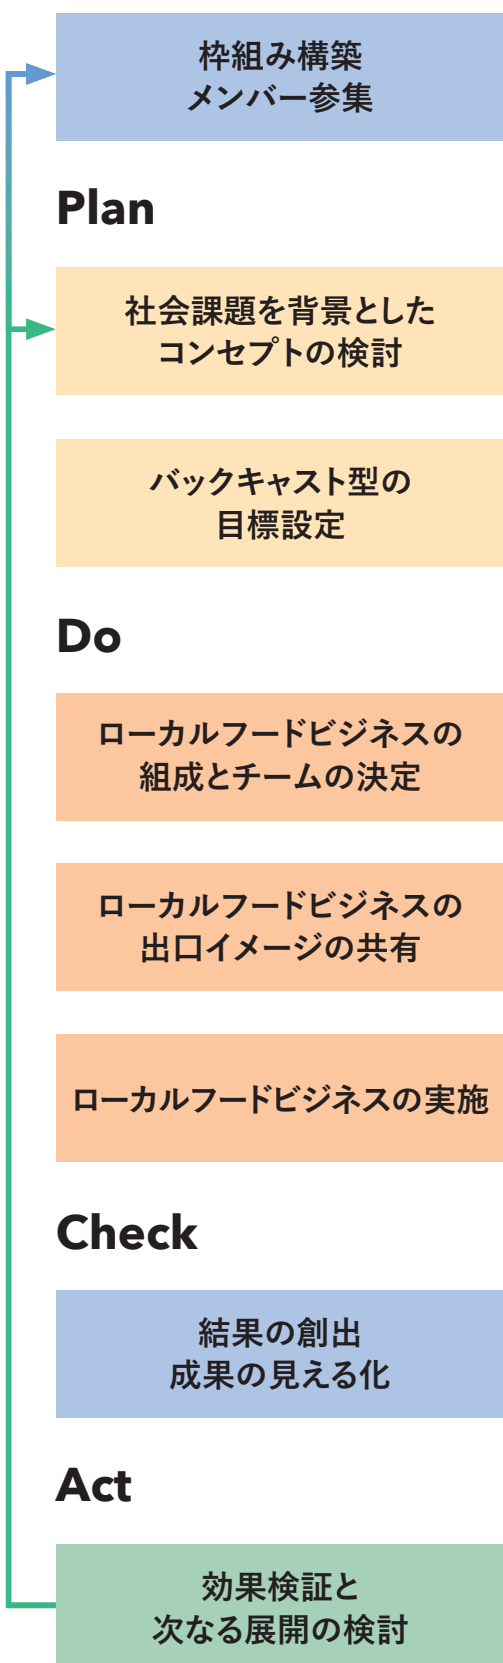 枠組み構築
メンバー参集
Plan
社会課題を背景とした
コンセプトの検討
バックキャスト型の
目標設定
Do
ローカルフードビジネスの
組成とチームの決定
ローカルフードビジネスの
出口イメージの共有
ローカルフードビジネスの実施
Check
結果の創出
成果の見える化
Act
効果検証と
次なる展開の検討